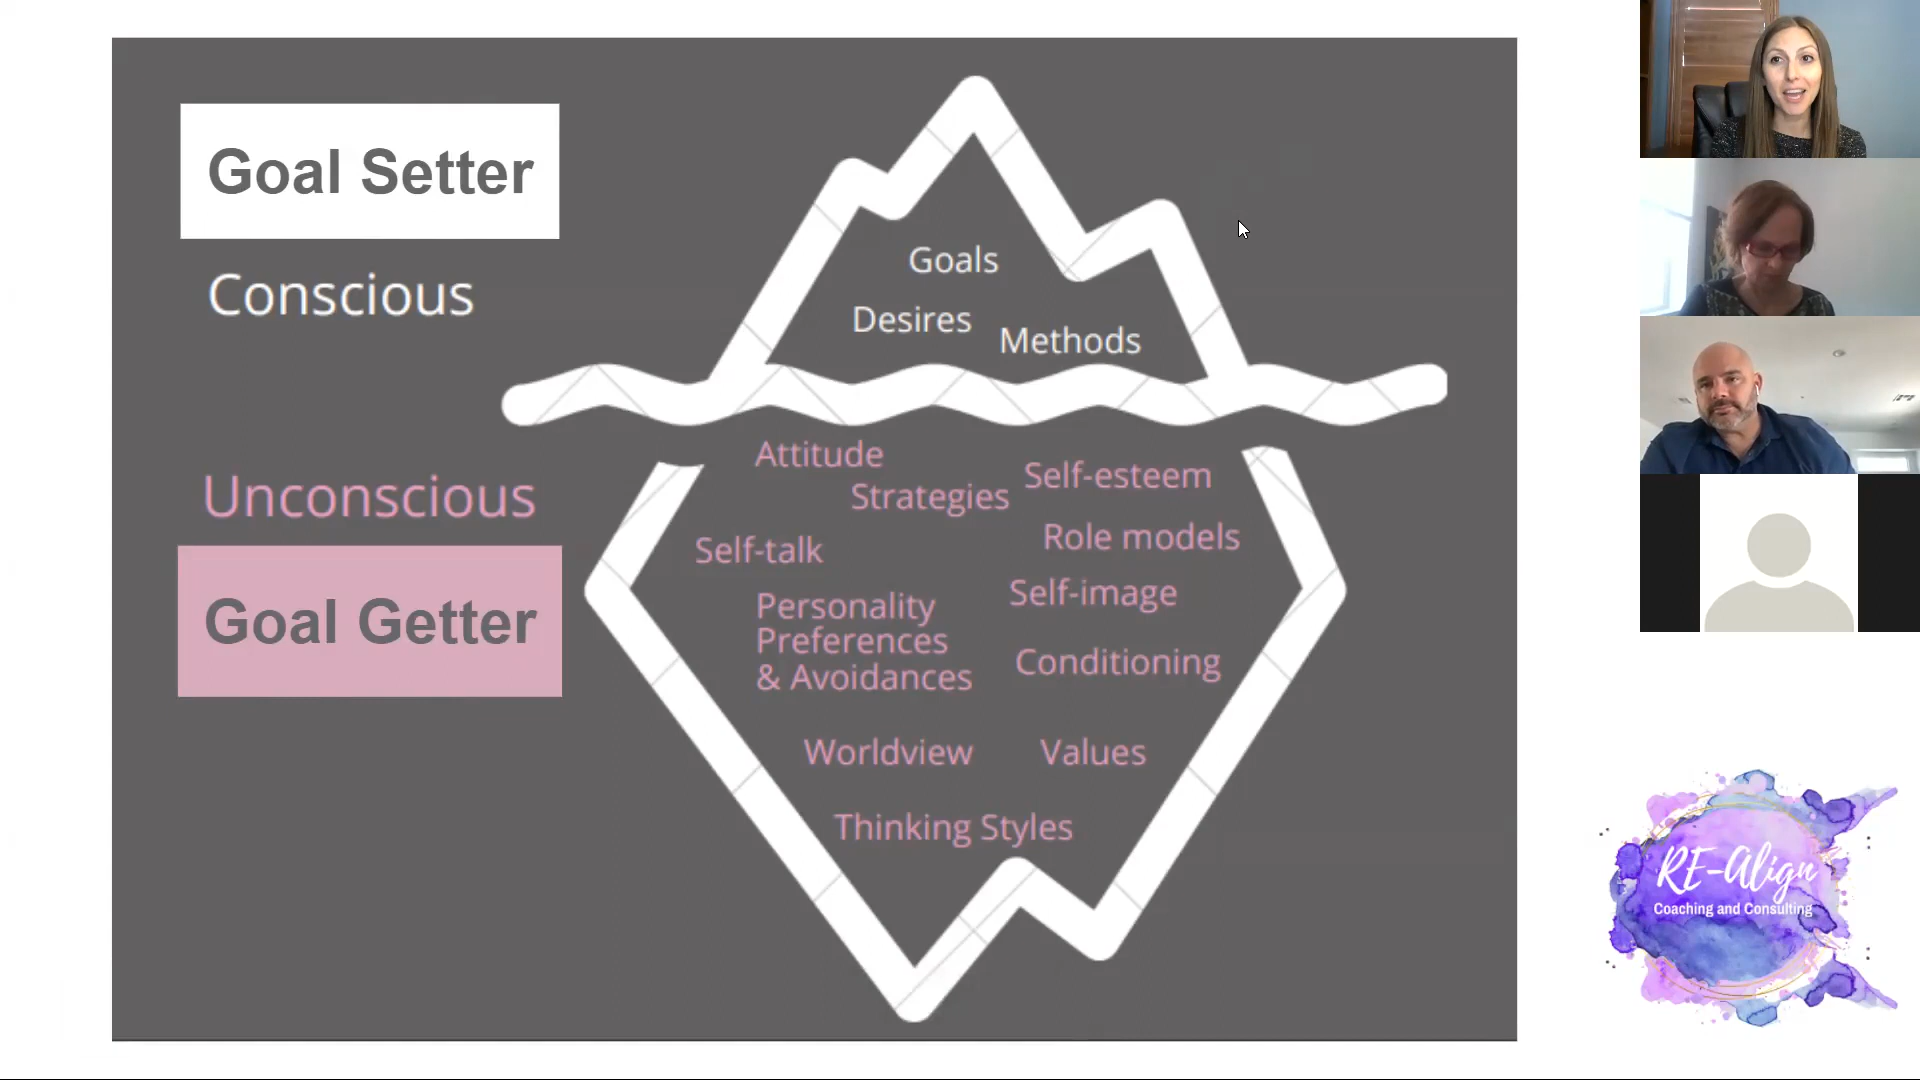 Goal Setter
Conscious
Goals
Desires
Methods
Unconscious
Goal Getter
Attitude
Self-esteem
Strategies
Role models
Self-talk
Self-image
Personality
Preferences
& Avoidances
Conditioning
Worldview
Values
Thinking Styles
RE-Align
Coaching and Consulting